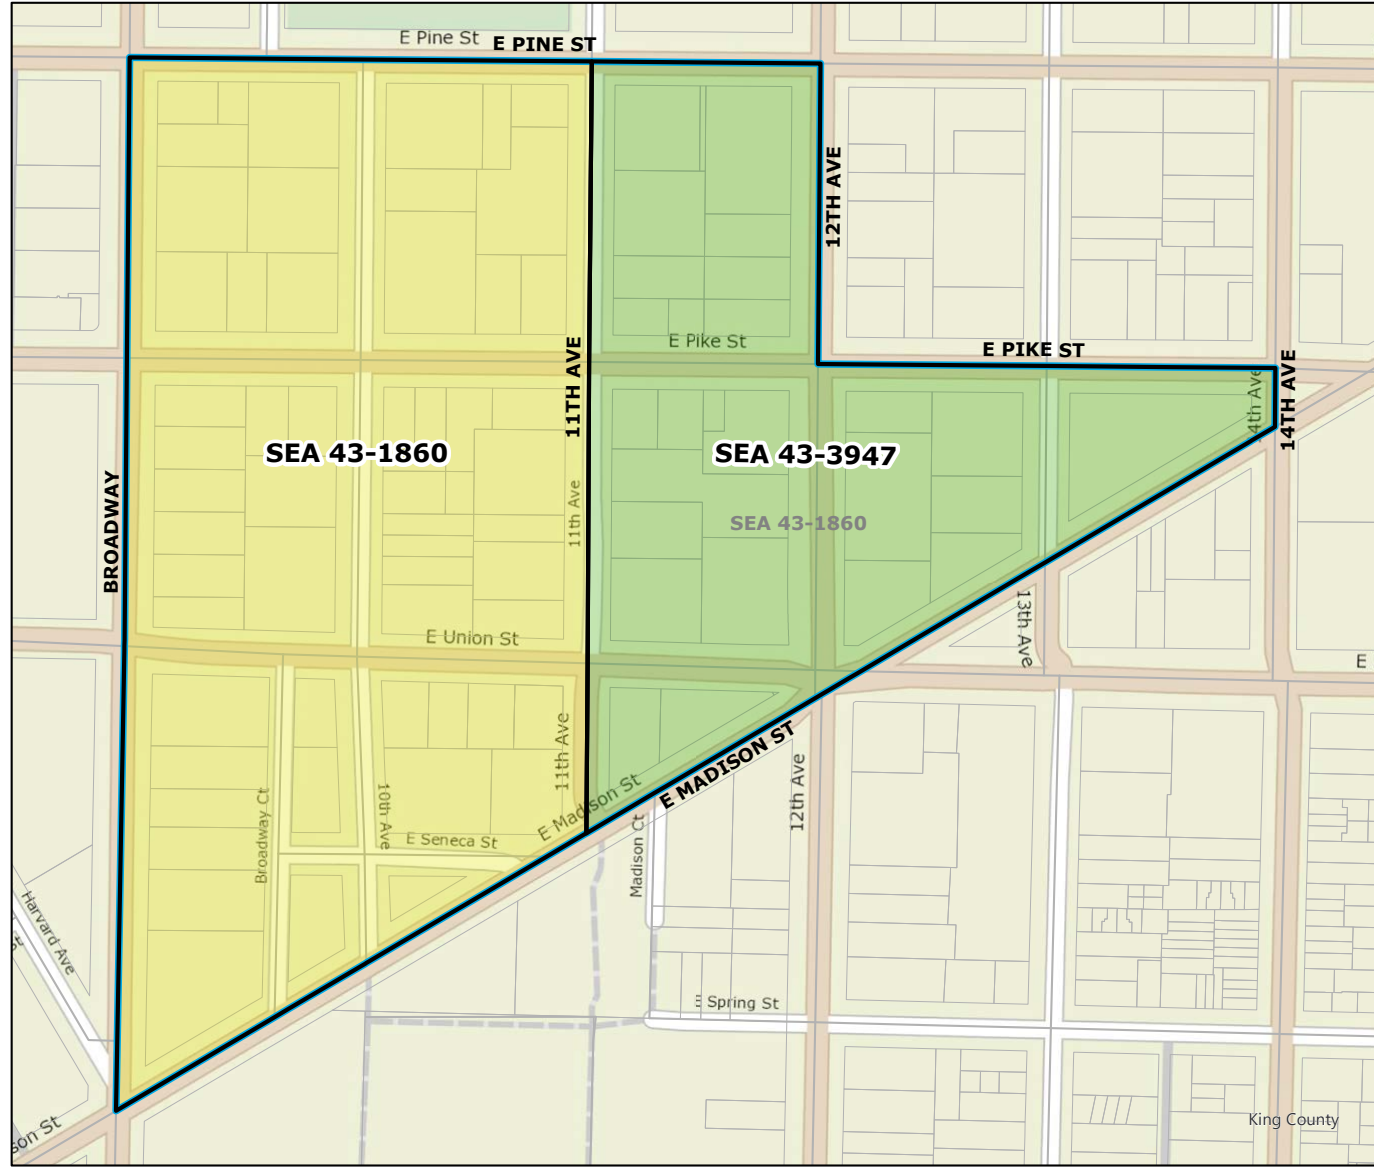 E Pine St
E PINE ST
12TH AVE
E Pike St
11TH AVE
E PIKE ST
14TH AVE
4th Ave
SEA 43-1860
SEA 43-3947
BROADWAY
11th Ave
SEA 43-1860
E Union St
13th Ave
E
11th Ave
E MADISON ST
12th Ave
E Madison St
10th Ave
Broadway Ct
E Seneca St
Madison Ct
Harvard Ave
St
E Spring St
King County
son St